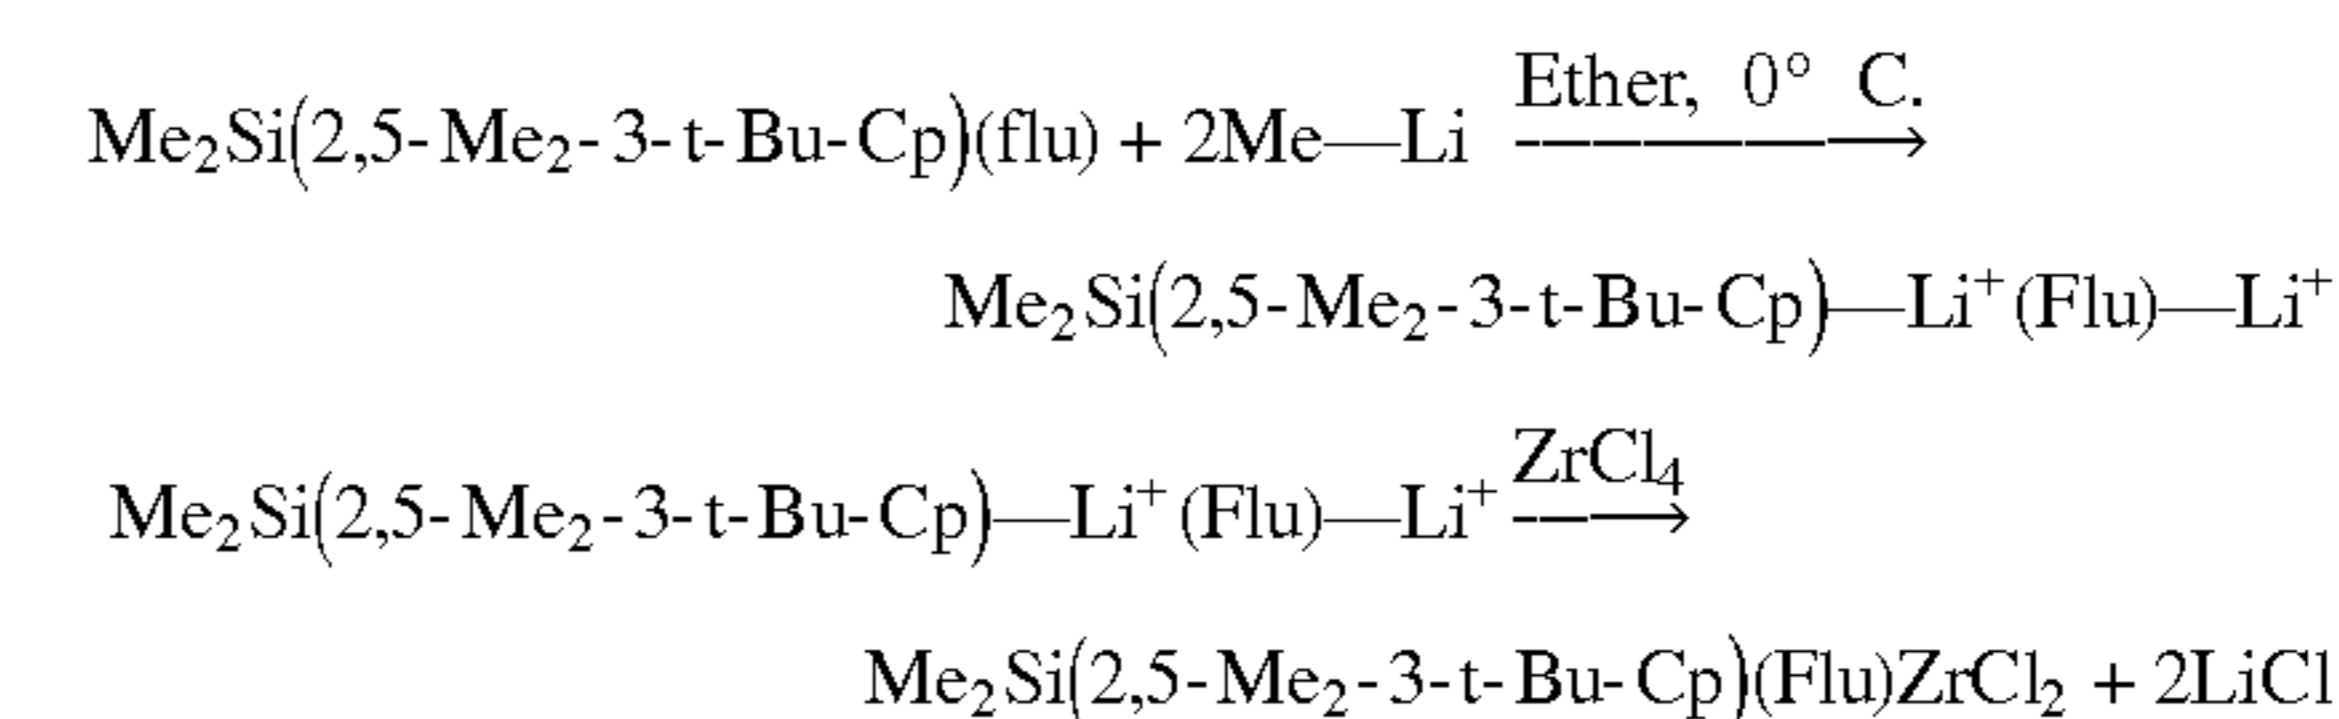 Ether, 0° C.
Me₂Si(2,5-Me₂-3-t-Bu-Cp)(flu) + 2Me—Li ————→
Me₂Si(2,5-Me₂-3-t-Bu-Cp)—Li⁺(Flu)—Li⁺
ZrCl₄
Me₂Si(2,5-Me₂-3-t-Bu-Cp)—Li⁺(Flu)—Li⁺ ——→
Me₂Si(2,5-Me₂-3-t-Bu-Cp)(Flu)ZrCl₂ + 2LiCl